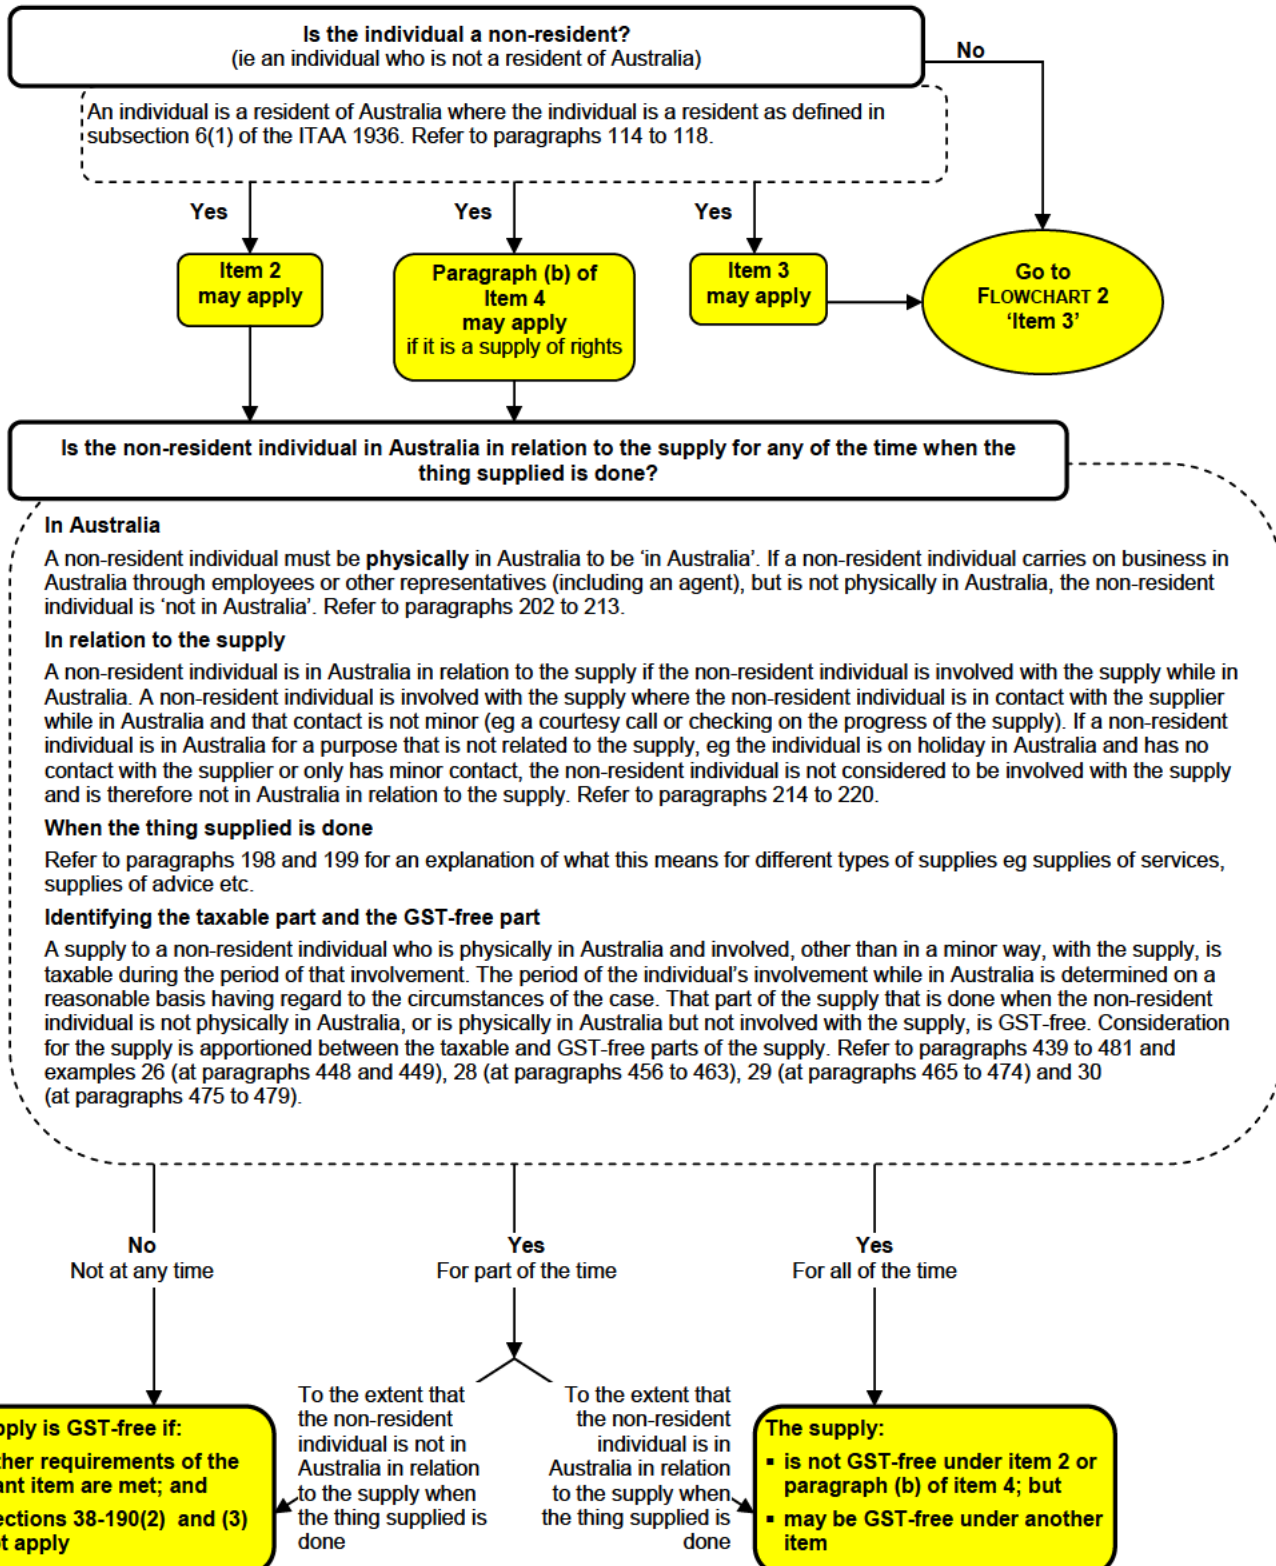 Is the individual a non-resident?
(ie an individual who is not a resident of Australia)
No
An individual is a resident of Australia where the individual is a resident as defined in
subsection 6(1) of the ITAA 1936. Refer to paragraphs 114 to 118.
Yes
Yes
Yes
Item 2
may apply
Paragraph (b) of
Item 4
may apply
if it is a supply of rights
Item 3
may apply
Go to
FLOWCHART 2
‘Item 3’
Is the non-resident individual in Australia in relation to the supply for any of the time when the
thing supplied is done?
In Australia
A non-resident individual must be physically in Australia to be ‘in Australia’. If a non-resident individual carries on business in
Australia through employees or other representatives (including an agent), but is not physically in Australia, the non-resident
individual is ‘not in Australia’. Refer to paragraphs 202 to 213.
In relation to the supply
A non-resident individual is in Australia in relation to the supply if the non-resident individual is involved with the supply while in
Australia. A non-resident individual is involved with the supply where the non-resident individual is in contact with the supplier
while in Australia and that contact is not minor (eg a courtesy call or checking on the progress of the supply). If a non-resident
individual is in Australia for a purpose that is not related to the supply, eg the individual is on holiday in Australia and has no
contact with the supplier or only has minor contact, the non-resident individual is not considered to be involved with the supply
and is therefore not in Australia in relation to the supply. Refer to paragraphs 214 to 220.
When the thing supplied is done
Refer to paragraphs 198 and 199 for an explanation of what this means for different types of supplies eg supplies of services,
supplies of advice etc.
Identifying the taxable part and the GST-free part
A supply to a non-resident individual who is physically in Australia and involved, other than in a minor way, with the supply, is
taxable during the period of that involvement. The period of the individual’s involvement while in Australia is determined on a
reasonable basis having regard to the circumstances of the case. That part of the supply that is done when the non-resident
individual is not physically in Australia, or is physically in Australia but not involved with the supply, is GST-free. Consideration
for the supply is apportioned between the taxable and GST-free parts of the supply. Refer to paragraphs 439 to 481 and
examples 26 (at paragraphs 448 and 449), 28 (at paragraphs 456 to 463), 29 (at paragraphs 465 to 474) and 30
(at paragraphs 475 to 479).
No
Not at any time
Yes
For part of the time
Yes
For all of the time
is GST-free if:
requirements of the
item are met; and
38-190(2) and (3)
apply
To the extent that
the non-resident
individual is not in
Australia in relation
to the supply when
the thing supplied is
done
To the extent that
the non-resident
individual is in
Australia in relation
to the supply when
the thing supplied is
done
The supply:
▪ is not GST-free under item 2 or
paragraph (b) of item 4; but
▪ may be GST-free under another
item